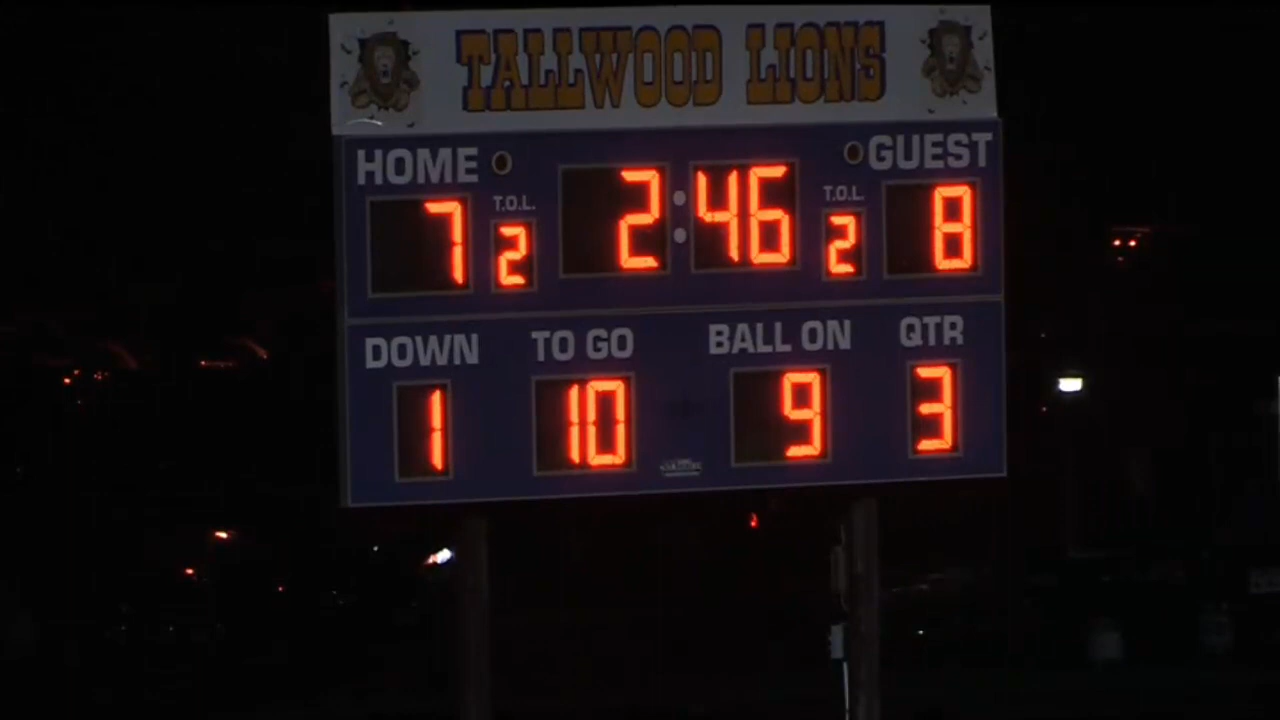 TALLWOOD LIONS
HOME GUEST
T.O.L. T.O.L.
7 2 2:46 2 8
DOWN TO GO BALL ON QTR
1 10 9 3